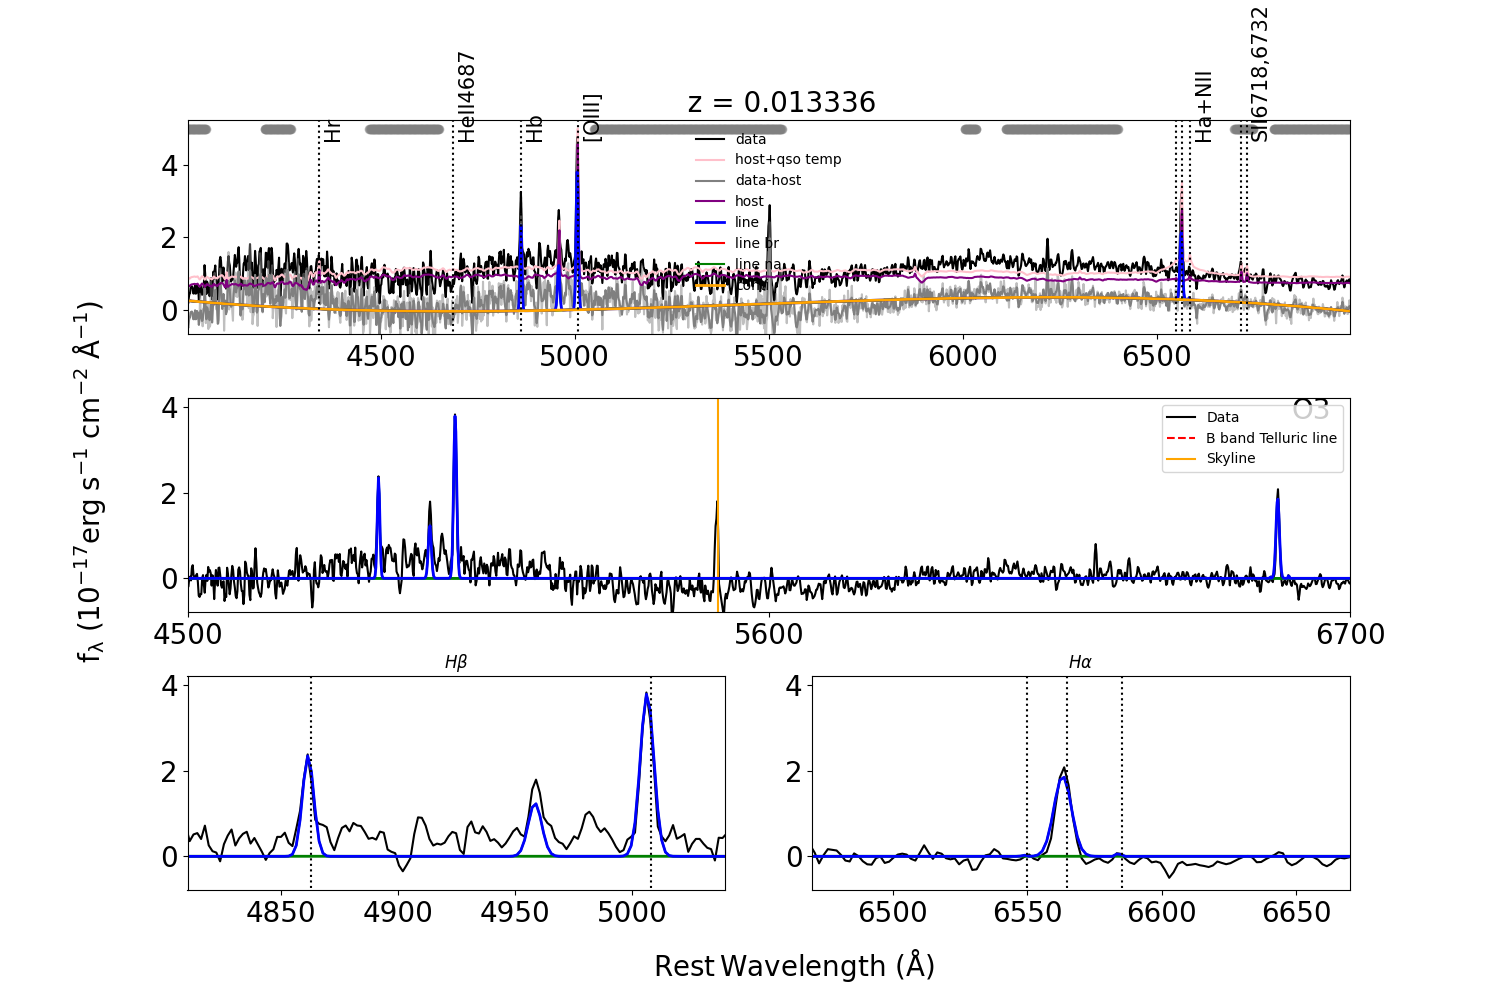 z = 0.013336
Hr
HeII4687
Hb
[OIII]
Ha+NII
SII6718,6732
data
host+qso temp
data-host
host
line
line br
line na
conti
4
2
0
4500
5000
5500
6000
6500
O3
Data
B band Telluric line
Skyline
4
2
0
4500
5600
6700
fλ (10−17erg s−1 cm−2 Å−1)
Hβ
4
2
0
4850
4900
4950
5000
Hα
4
2
0
6500
6550
6600
6650
Rest Wavelength (Å)